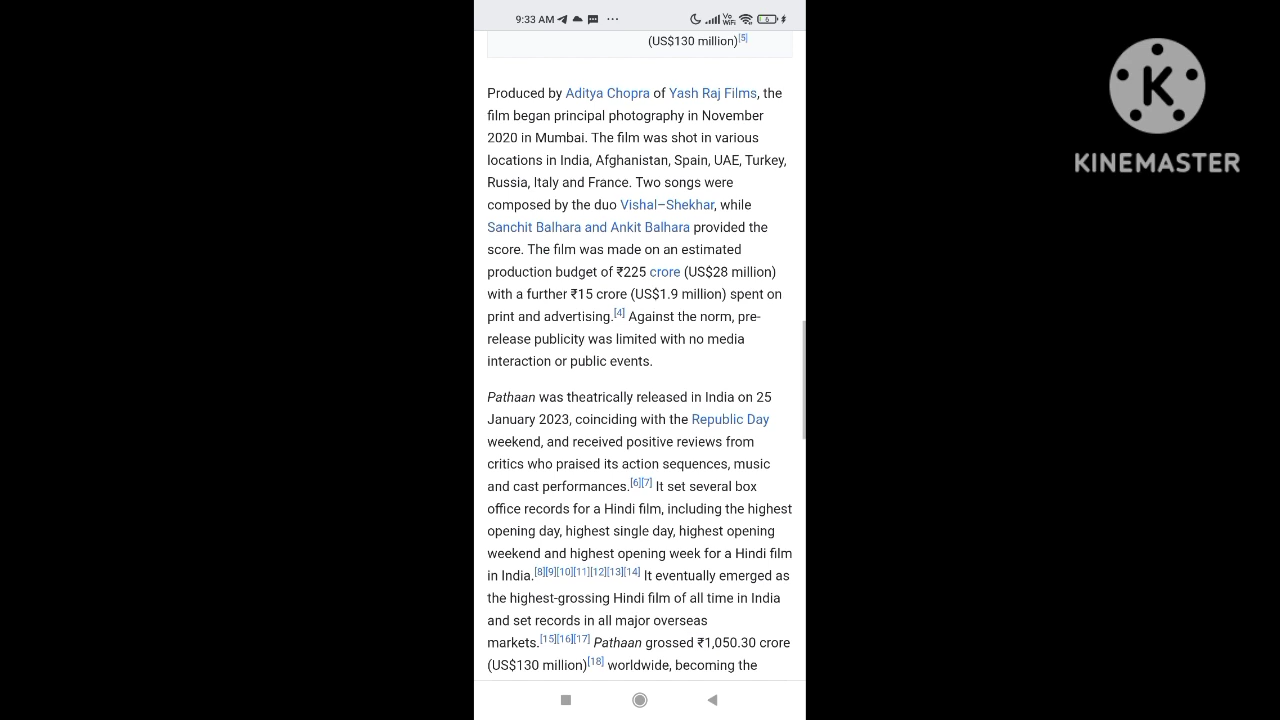 9:33 AM
Vo
WiFi
6
(US$130 million)[5]
KINEMASTER
K
Produced by Aditya Chopra of Yash Raj Films, the
film began principal photography in November
2020 in Mumbai. The film was shot in various
locations in India, Afghanistan, Spain, UAE, Turkey,
Russia, Italy and France. Two songs were
composed by the duo Vishal–Shekhar, while
Sanchit Balhara and Ankit Balhara provided the
score. The film was made on an estimated
production budget of ₹225 crore (US$28 million)
with a further ₹15 crore (US$1.9 million) spent on
print and advertising.[4] Against the norm, pre-
release publicity was limited with no media
interaction or public events.
Pathaan was theatrically released in India on 25
January 2023, coinciding with the Republic Day
weekend, and received positive reviews from
critics who praised its action sequences, music
and cast performances.[6][7] It set several box
office records for a Hindi film, including the highest
opening day, highest single day, highest opening
weekend and highest opening week for a Hindi film
in India.[8][9][10][11][12][13][14] It eventually emerged as
the highest-grossing Hindi film of all time in India
and set records in all major overseas
markets.[15][16][17] Pathaan grossed ₹1,050.30 crore
(US$130 million)[18] worldwide, becoming the